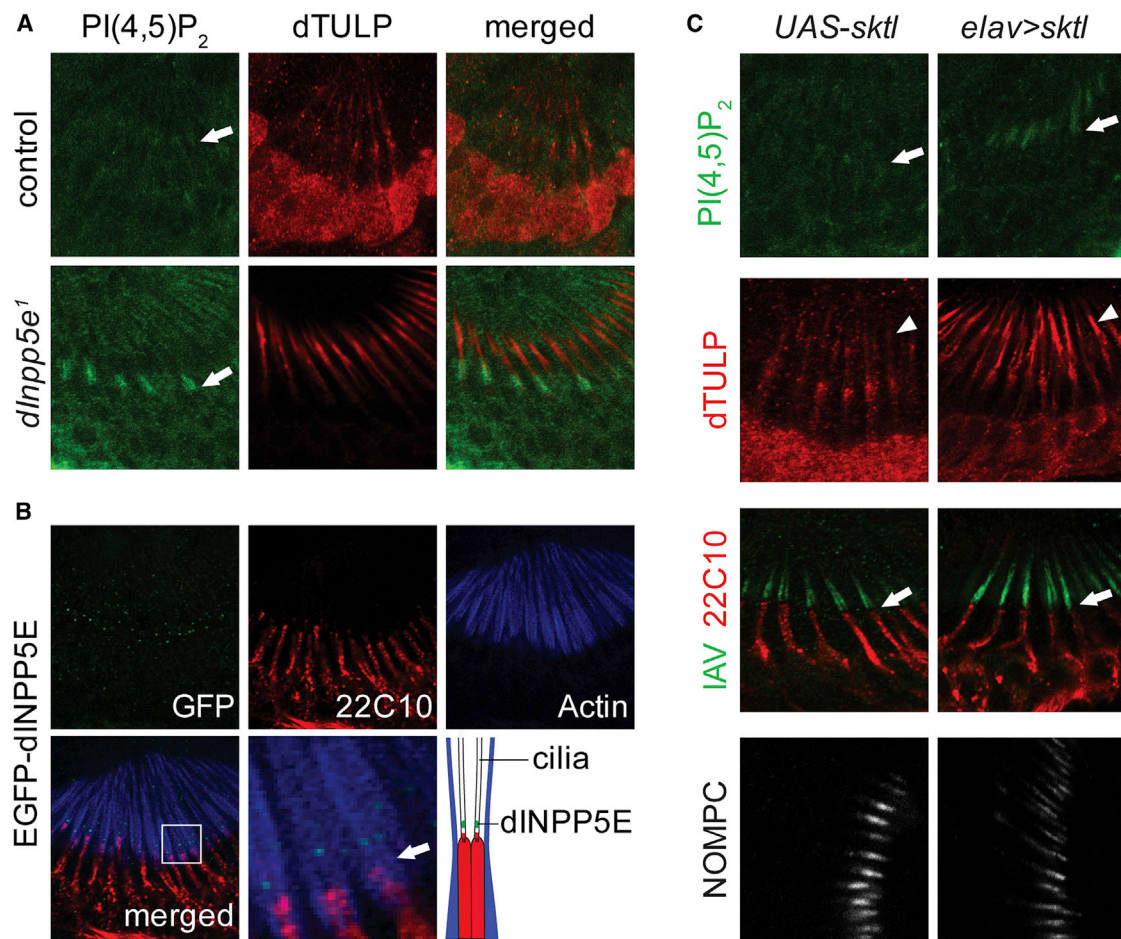 A
PI(4,5)P2
dTULP
merged
control
dInpp5e1
B
EGFP-dINPP5E
GFP
22C10
Actin
merged
cilia
dINPP5E
C
UAS-sktl
elav>sktl
PI(4,5)P2
dTULP
IAV 22C10
NOMPC